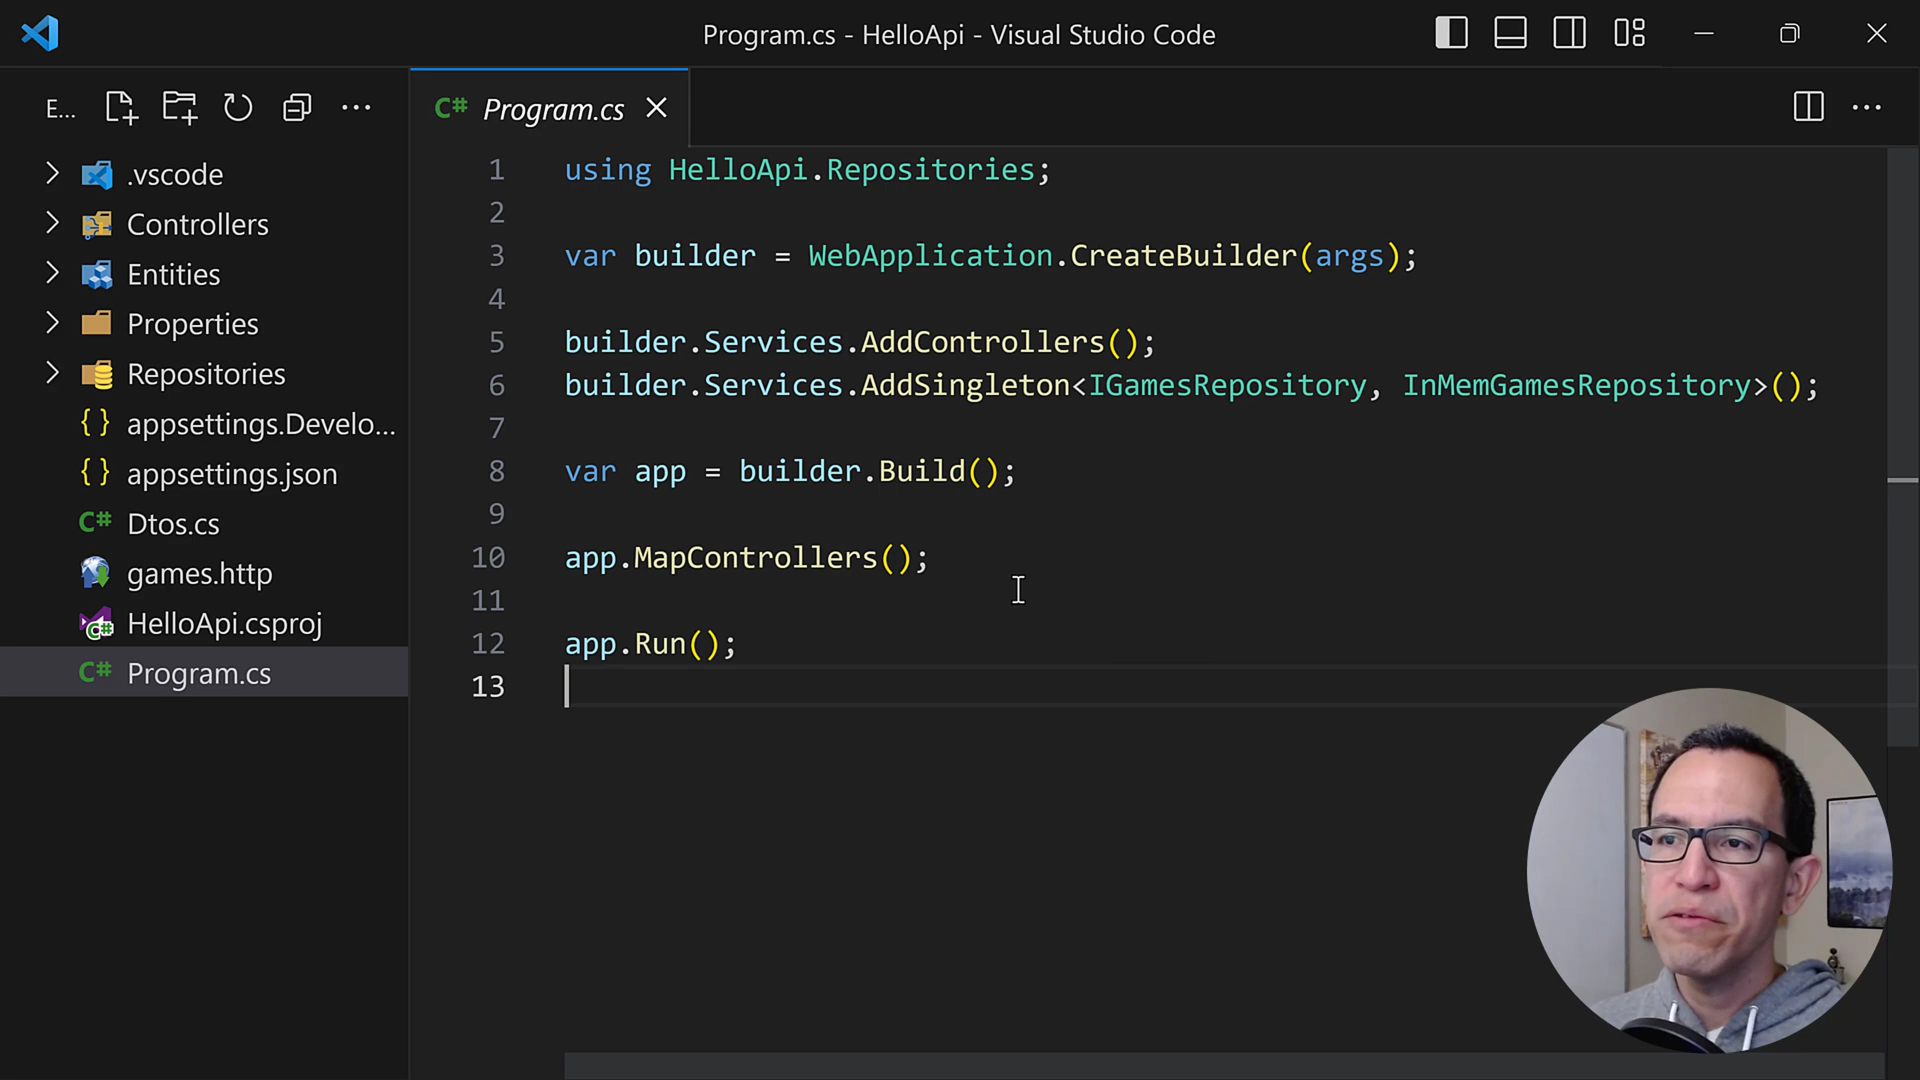 Program.cs - HelloApi - Visual Studio Code
E...
Program.cs
.vscode
Controllers
Entities
Properties
Repositories
appsettings.Develo...
appsettings.json
Dtos.cs
games.http
HelloApi.csproj
Program.cs
1 using HelloApi.Repositories;
2
3 var builder = WebApplication.CreateBuilder(args);
4
5 builder.Services.AddControllers();
6 builder.Services.AddSingleton<IGamesRepository, InMemGamesRepository>();
7
8 var app = builder.Build();
9
10 app.MapControllers();
11
12 app.Run();
13